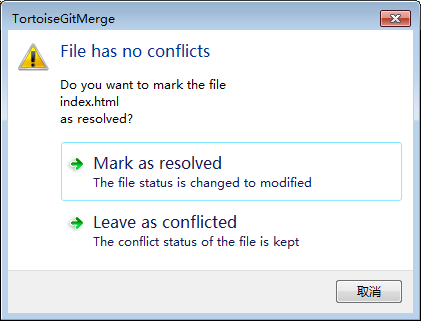 TortoiseGitMerge
File has no conflicts
Do you want to mark the file
index.html
as resolved?
Mark as resolved
The file status is changed to modified
Leave as conflicted
The conflict status of the file is kept
取消